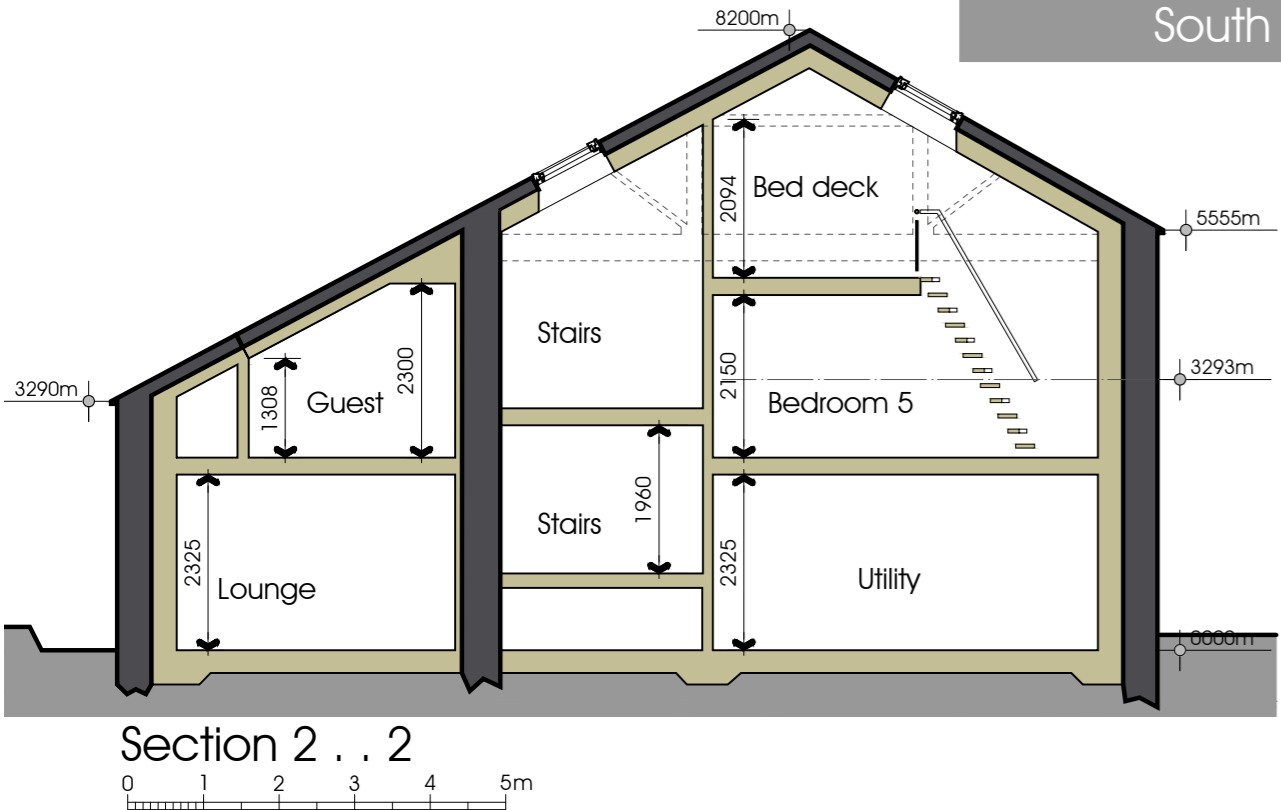 South
8200m
5555m
2094
Bed deck
Stairs
2300
2150
3293m
3290m
1308
Guest
Bedroom 5
1960
Stairs
2325
2325
Utility
Lounge
0000m
Section 2 . . 2
0 1 2 3 4 5m